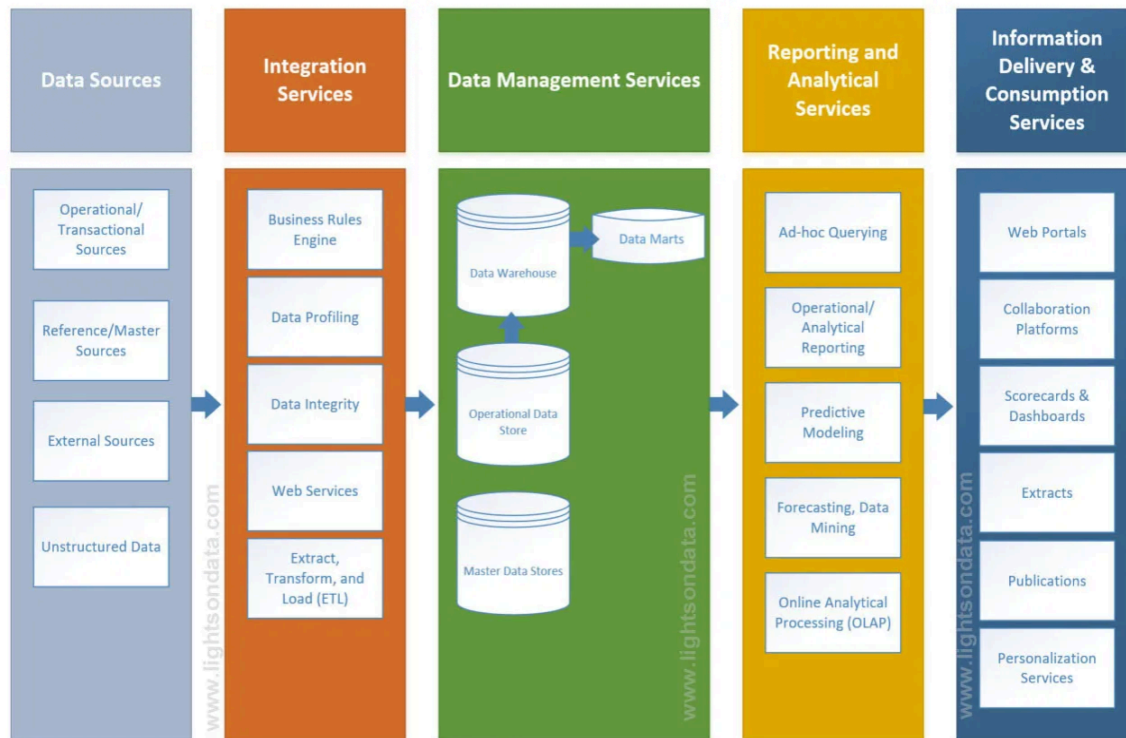 Data Sources
Integration
Services
Data Management Services
Reporting and
Analytical
Services
Information
Delivery &
Consumption
Services
Operational/
Transactional
Sources
Reference/Master
Sources
External Sources
Unstructured Data
www.lightsondata.com
Business Rules
Engine
Data Profiling
Data Integrity
Web Services
Extract,
Transform, and
Load (ETL)
Data Warehouse
Data Marts
Operational Data
Store
Master Data Stores
www.lightsondata.com
Ad-hoc Querying
Operational/
Analytical
Reporting
Predictive
Modeling
Forecasting, Data
Mining
Online Analytical
Processing (OLAP)
www.lightsondata.com
Web Portals
Collaboration
Platforms
Scorecards &
Dashboards
Extracts
Publications
Personalization
Services